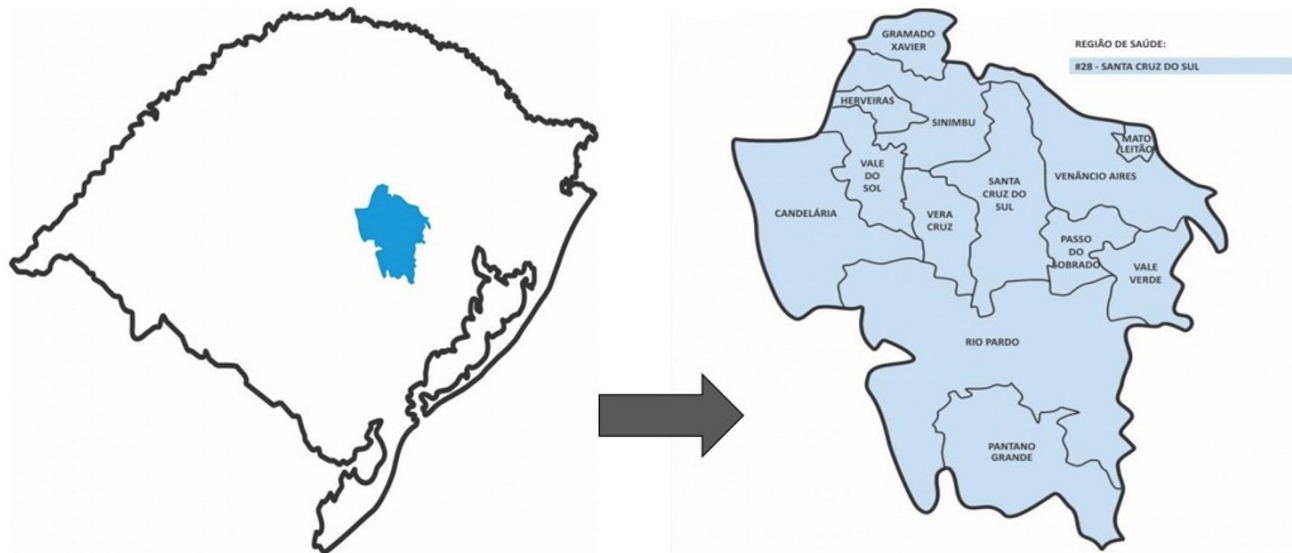 GRAMADO
XAVIER
REGIÃO DE SAÚDE:
#28 - SANTA CRUZ DO SUL
HERVEIRAS
SINIMBU
MATO
LEITÃO
VALE
DO
SOL
SANTA
CRUZ DO
SUL
VENÂNCIO AIRES
CANDELÁRIA
VERA
CRUZ
PASSO
DO
SOBRADO
VALE
VERDE
RIO PARDO
PANTANO
GRANDE